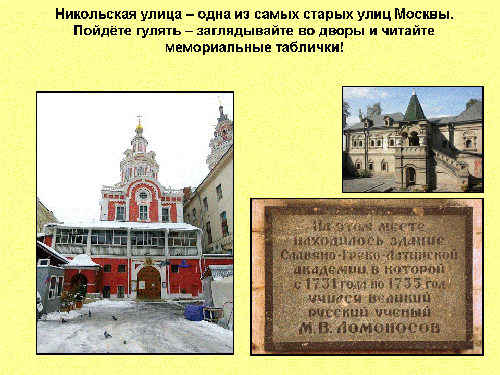 Никольская улица – одна из самых старых улиц Москвы.
Пойдёте гулять – заглядывайте во дворы и читайте
мемориальные таблички!
На этом месте
находилось здание
Славяно-Греко-Латинской
академии, в которой
с 1731 года по 1735 год
учился великий
русский учёный
М.В. Ломоносов